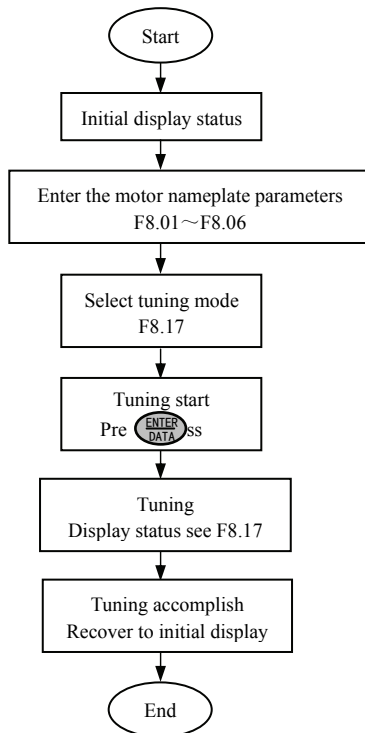 Start
Initial display status
Enter the motor nameplate parameters
F8.01～F8.06
Select tuning mode
F8.17
Tuning start
Pre ENTER DATA ss
Tuning
Display status see F8.17
Tuning accomplish
Recover to initial display
End